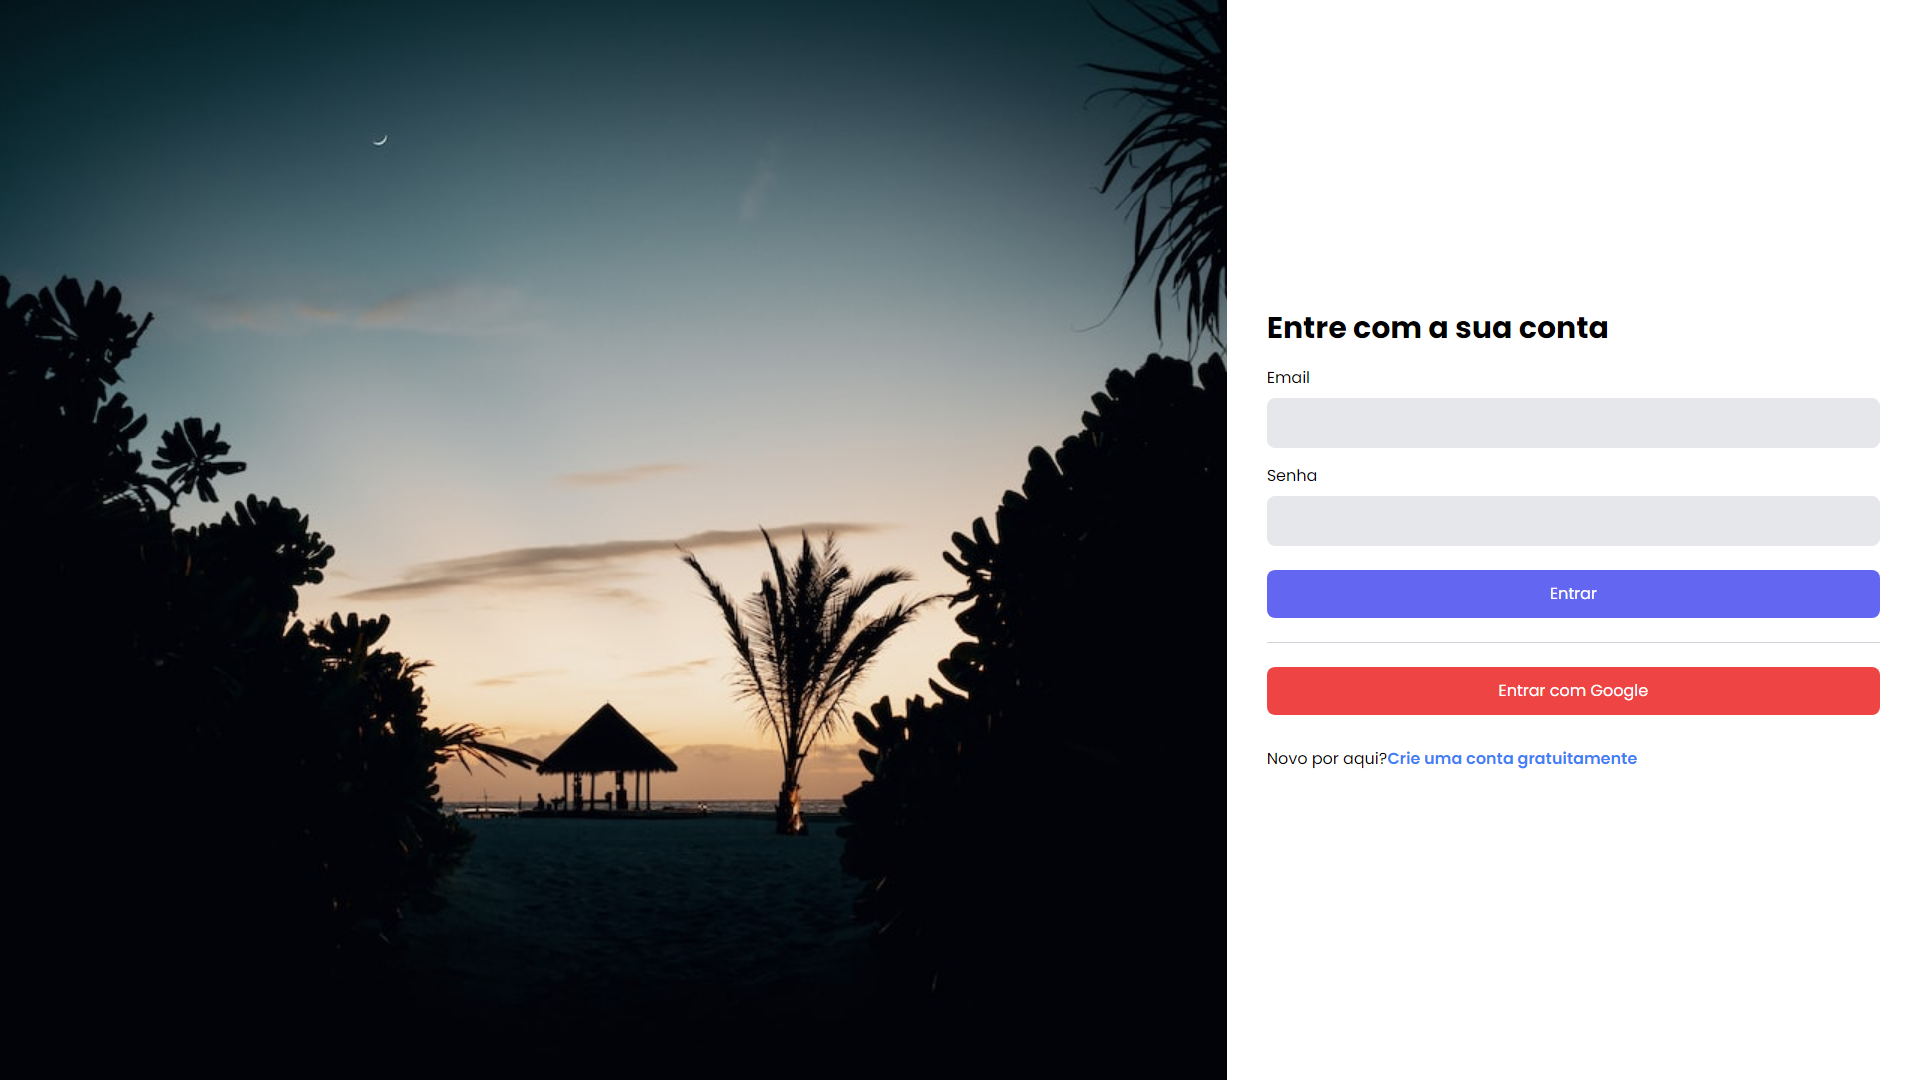 Entre com a sua conta
Email
Senha
Entrar
Entrar com Google
Novo por aqui?Crie uma conta gratuitamente